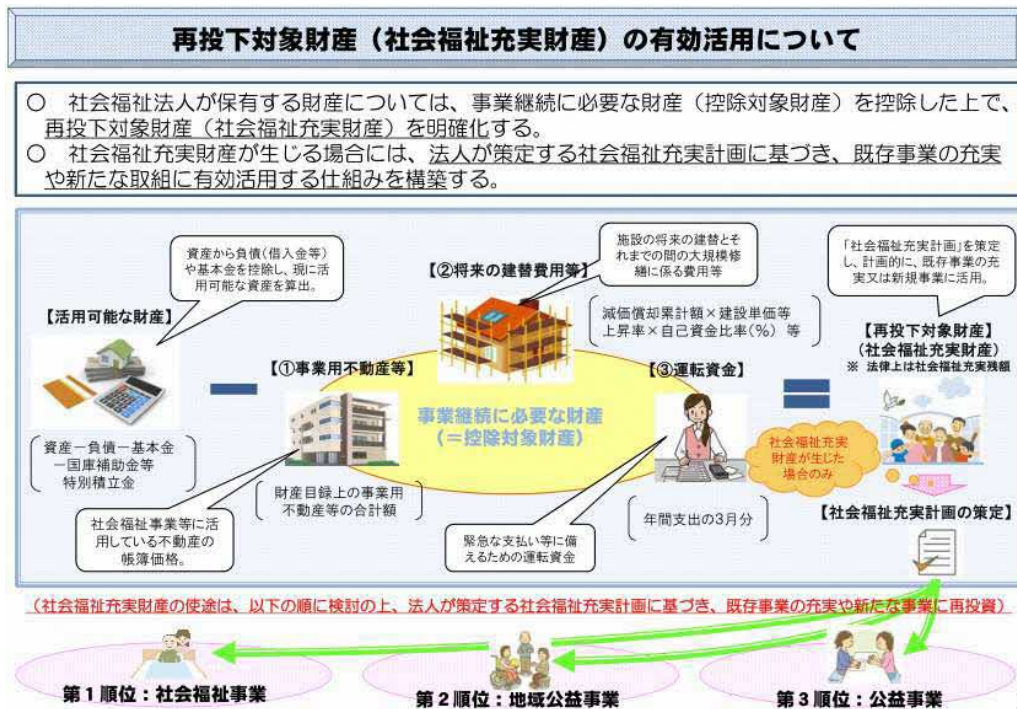 再投下対象財産（社会福祉充実財産）の有効活用について
○　社会福祉法人が保有する財産については、事業継続に必要な財産（控除対象財産）を控除した上で、
再投下対象財産（社会福祉充実財産）を明確化する。
○　社会福祉充実財産が生じる場合には、法人が策定する社会福祉充実計画に基づき、既存事業の充実
や新たな取組に有効活用する仕組みを構築する。
資産から負債（借入金等）
や基本金を控除し、現に活
用可能な資産を算出。
【活用可能な財産】
資産－負債－基本金
－国庫補助金等
特別積立金
【①事業用不動産等】
財産目録上の事業用
不動産等の合計額
社会福祉事業等に活
用している不動産の
帳簿価格。
【②将来の建替費用等】
施設の将来の建替とそ
れまでの間の大規模修
繕に係る費用等
減価償却累計額×建設単価等
上昇率×自己資金比率（％）等
事業継続に必要な財産
（＝控除対象財産）
【③運転資金】
年間支出の3月分
緊急な支払い等に備
えるための運転資金
「社会福祉充実計画」を策定
し、計画的に、既存事業の充
実又は新規事業に活用。
【再投下対象財産】
（社会福祉充実財産）
※ 法律上は社会福祉充実残額
社会福祉充実
財産が生じた
場合のみ
【社会福祉充実計画の策定】
（社会福祉充実財産の使途は、以下の順に検討の上、法人が策定する社会福祉充実計画に基づき、既存事業の充実や新たな事業に再投資）
第１順位：社会福祉事業
第２順位：地域公益事業
第３順位：公益事業